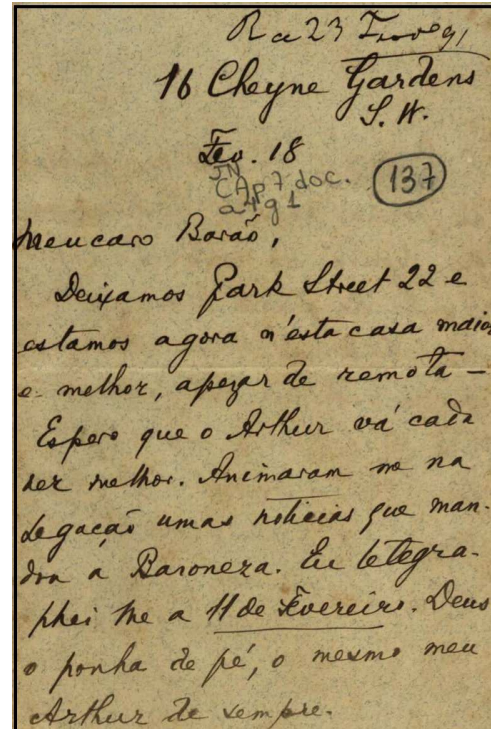 R a 23 Fevº 91
16 Cheyne Gardens
S. W.
Fev. 18
JN
CAp 7 doc.
a4g1
137
Meu caro Barão,
Deixamos Park Street 22 e
estamos agora n'esta casa maior
e melhor, apezar de remota —
Espero que o Arthur vá cada
vez melhor. Animaram me na
Legação umas noticias que man-
dou a Baroneza. Eu telegra-
phei lhe a 11 de Fevereiro. Deus
o ponha de pé, o mesmo meu
Arthur de sempre.